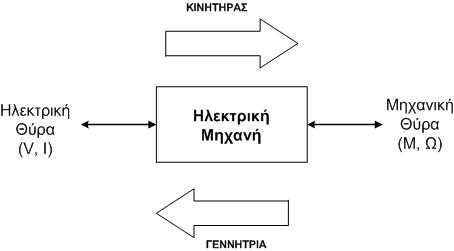 ΚΙΝΗΤΗΡΑΣ
Ηλεκτρική
Θύρα
(V, I)
Ηλεκτρική
Μηχανή
Μηχανική
Θύρα
(Μ, Ω)
ΓΕΝΝΗΤΡΙΑ